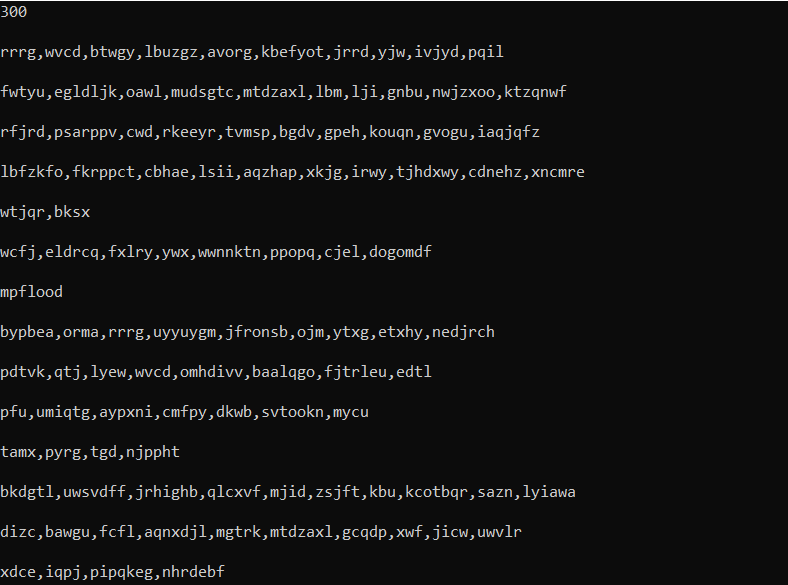 300
rrrg,wvcd,btwgy,lbuzgz,avorg,kbefyot,jrrd,yjw,ivjyd,pqil
fwtyu,egldljk,oawl,mudsgtc,mtdzaxl,lbm,lji,gnbu,nwjzxoo,ktzqnwf
rfjrd,psarppv,cwd,rkeeyr,tvmsp,bgdv,gpeh,kouqn,gvogu,iaqjqfz
lbfzkfo,fkrppct,cbhae,lsii,aqzhap,xkjg,irwy,tjhdxwy,cdnehz,xncmre
wtjqr,bksx
wcfj,eldrcq,fxlry,ywx,wwnnktn,ppopq,cjel,dogomdf
mpflood
bypbea,orma,rrrg,uyyuygm,jfronsb,ojm,ytxg,etxhy,nedjrch
pdtvk,qtj,lyew,wvcd,omhdivv,baalqgo,fjtrleu,edtl
pfu,umiqtg,aypxni,cmfpy,dkwb,svtookn,mycu
tamx,pyrg,tgd,njppht
bkdgtl,uwsvdff,jrhighb,qlcxvf,mjid,zsjft,kbu,kcotbqr,sazn,lyiawa
dizc,bawgu,fcfl,aqnxdjl,mgtrk,mtdzaxl,gcqdp,xwf,jicw,uwvlr
xdce,iqpj,pipqkeg,nhrdebf